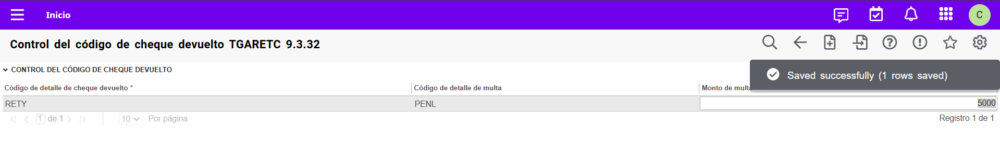 Inicio
C
Control del código de cheque devuelto TGARETC 9.3.32
CONTROL DEL CÓDIGO DE CHEQUE DEVUELTO
Saved successfully (1 rows saved)
Código de detalle de cheque devuelto * Código de detalle de multa Monto de multa
RETY PENL 5000
1 de 1 10 Por página Registro 1 de 1